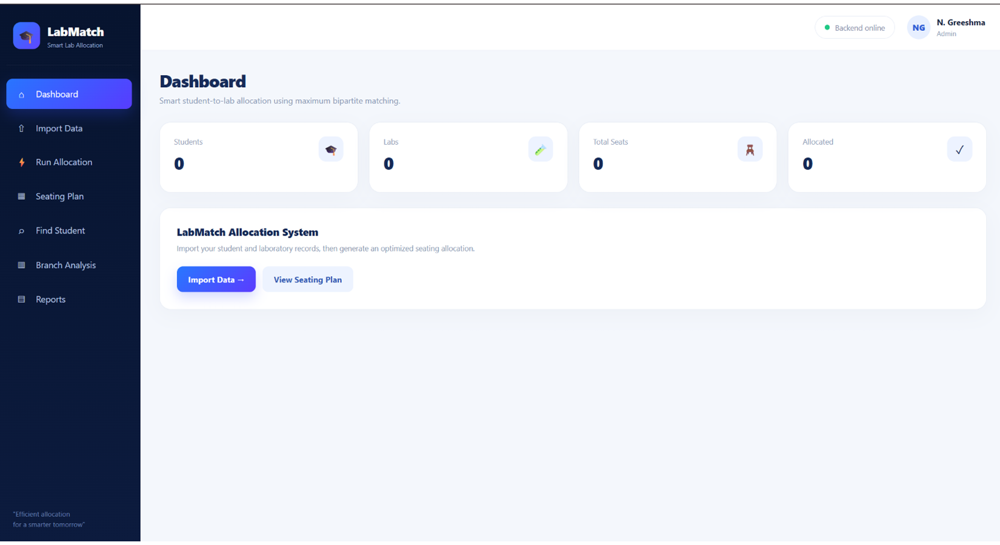 LabMatch
Smart Lab Allocation
Backend online
NG
N. Greeshma
Admin
Dashboard
Import Data
Run Allocation
Seating Plan
Find Student
Branch Analysis
Reports
"Efficient allocation
for a smarter tomorrow"
Dashboard
Smart student-to-lab allocation using maximum bipartite matching.
Students
0
Labs
0
Total Seats
0
Allocated
0
LabMatch Allocation System
Import your student and laboratory records, then generate an optimized seating allocation.
Import Data →
View Seating Plan